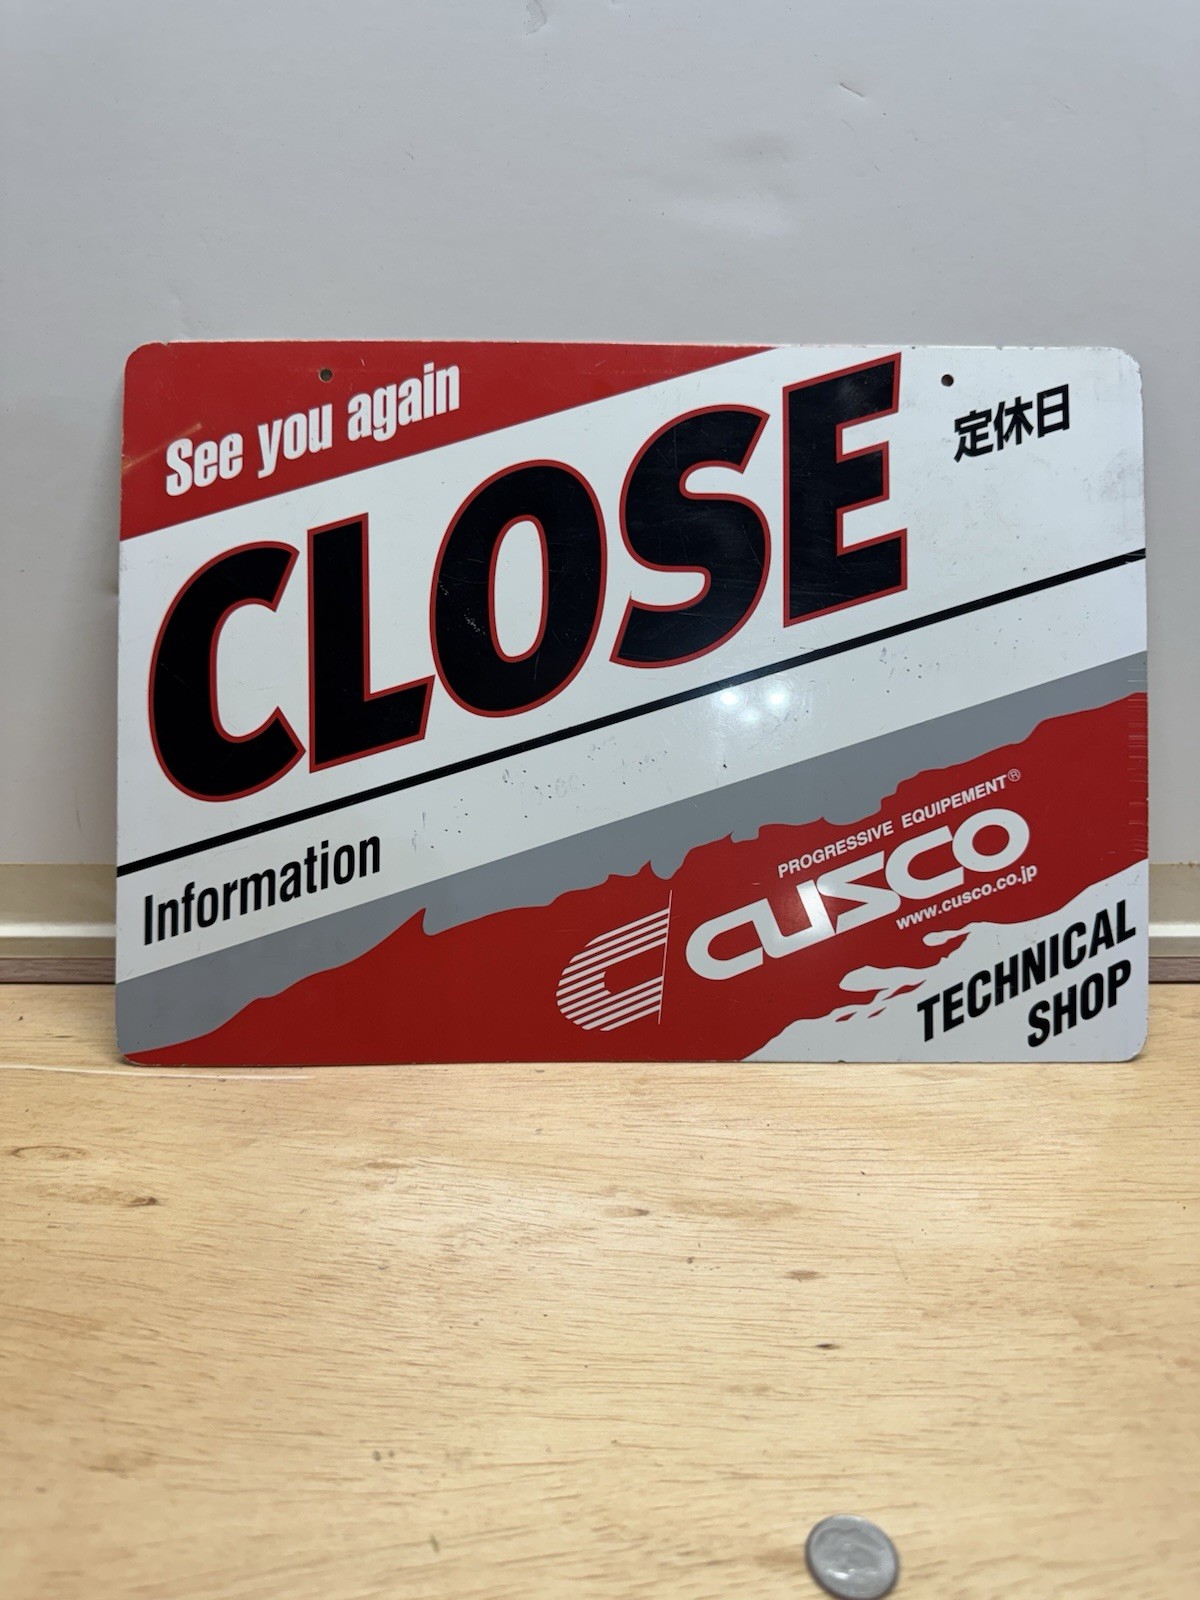 See you again
CLOSE
定休日
Information
PROGRESSIVE EQUIPEMENT®
CUSCO
www.cusco.co.jp
TECHNICAL
SHOP